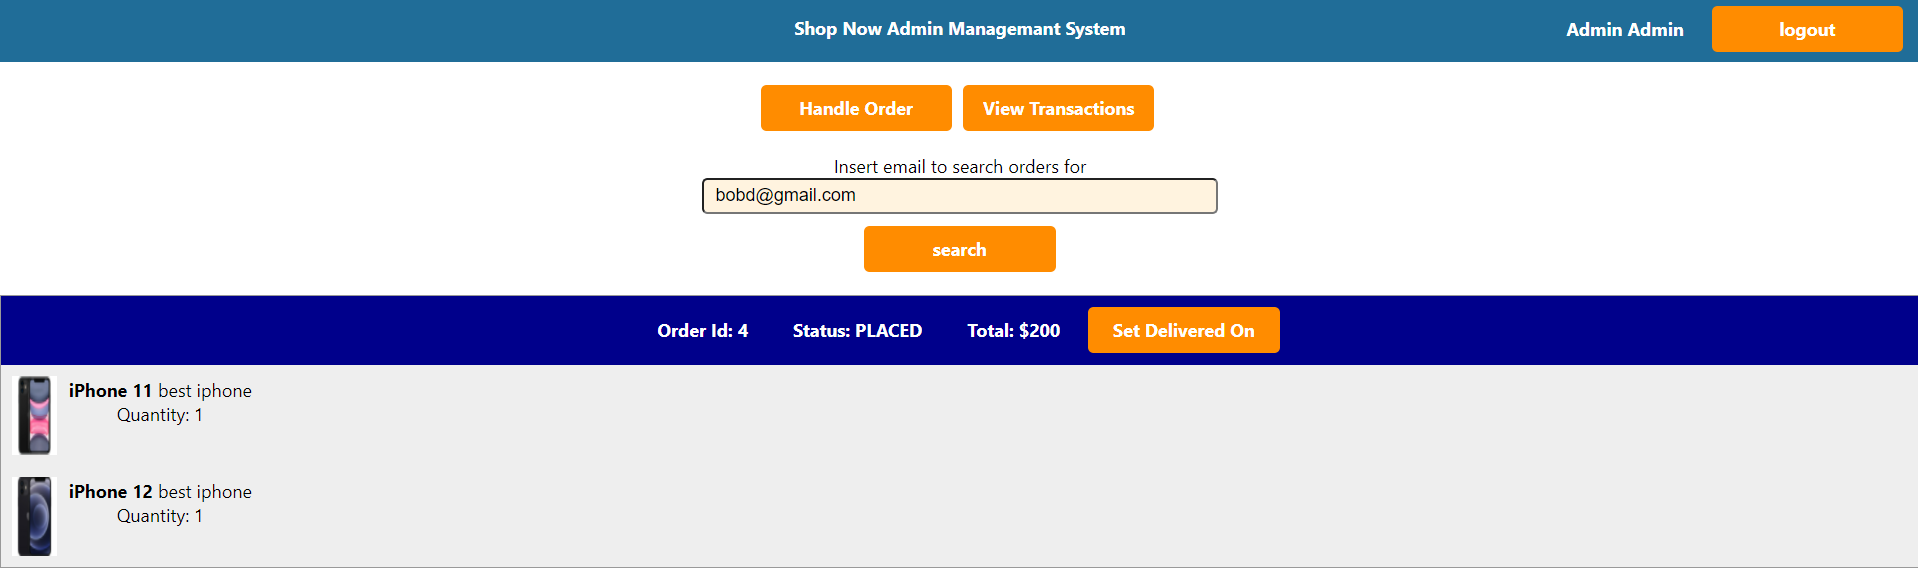 Shop Now Admin Managemant System
Admin Admin
logout
Handle Order
View Transactions
Insert email to search orders for
bobd@gmail.com
search
Order Id: 4
Status: PLACED
Total: $200
Set Delivered On
iPhone 11 best iphone
Quantity: 1
iPhone 12 best iphone
Quantity: 1